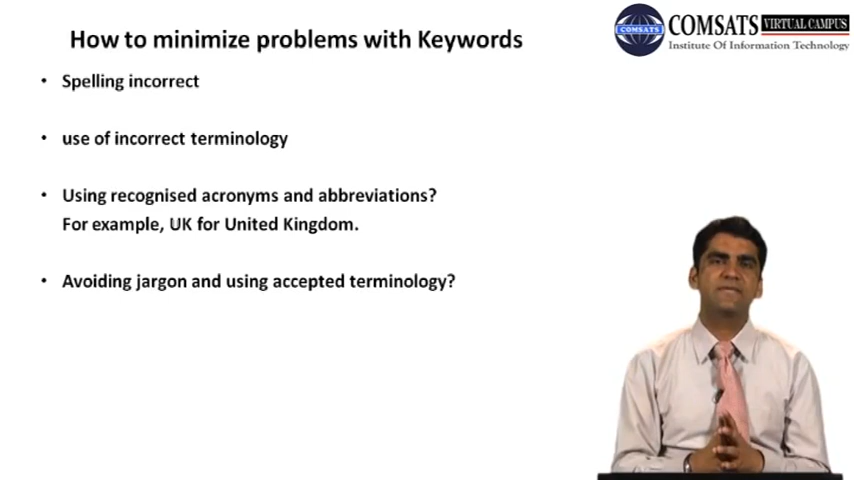 How to minimize problems with Keywords
COMSATS VIRTUAL CAMPUS
COMSATS
Institute Of Information Technology
• Spelling incorrect
• use of incorrect terminology
• Using recognised acronyms and abbreviations?
For example, UK for United Kingdom.
• Avoiding jargon and using accepted terminology?